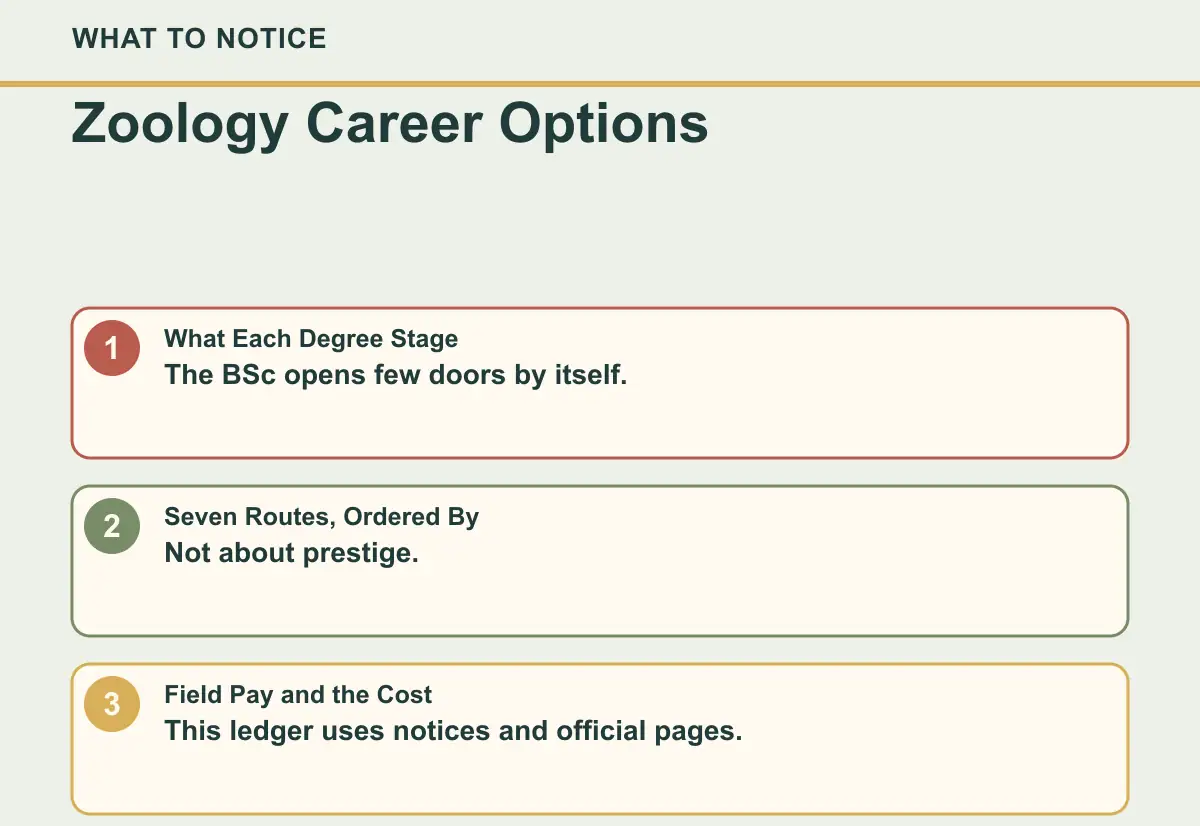 WHAT TO NOTICE
Zoology Career Options
1
What Each Degree Stage
The BSc opens few doors by itself.
2
Seven Routes, Ordered By
Not about prestige.
3
Field Pay and the Cost
This ledger uses notices and official pages.